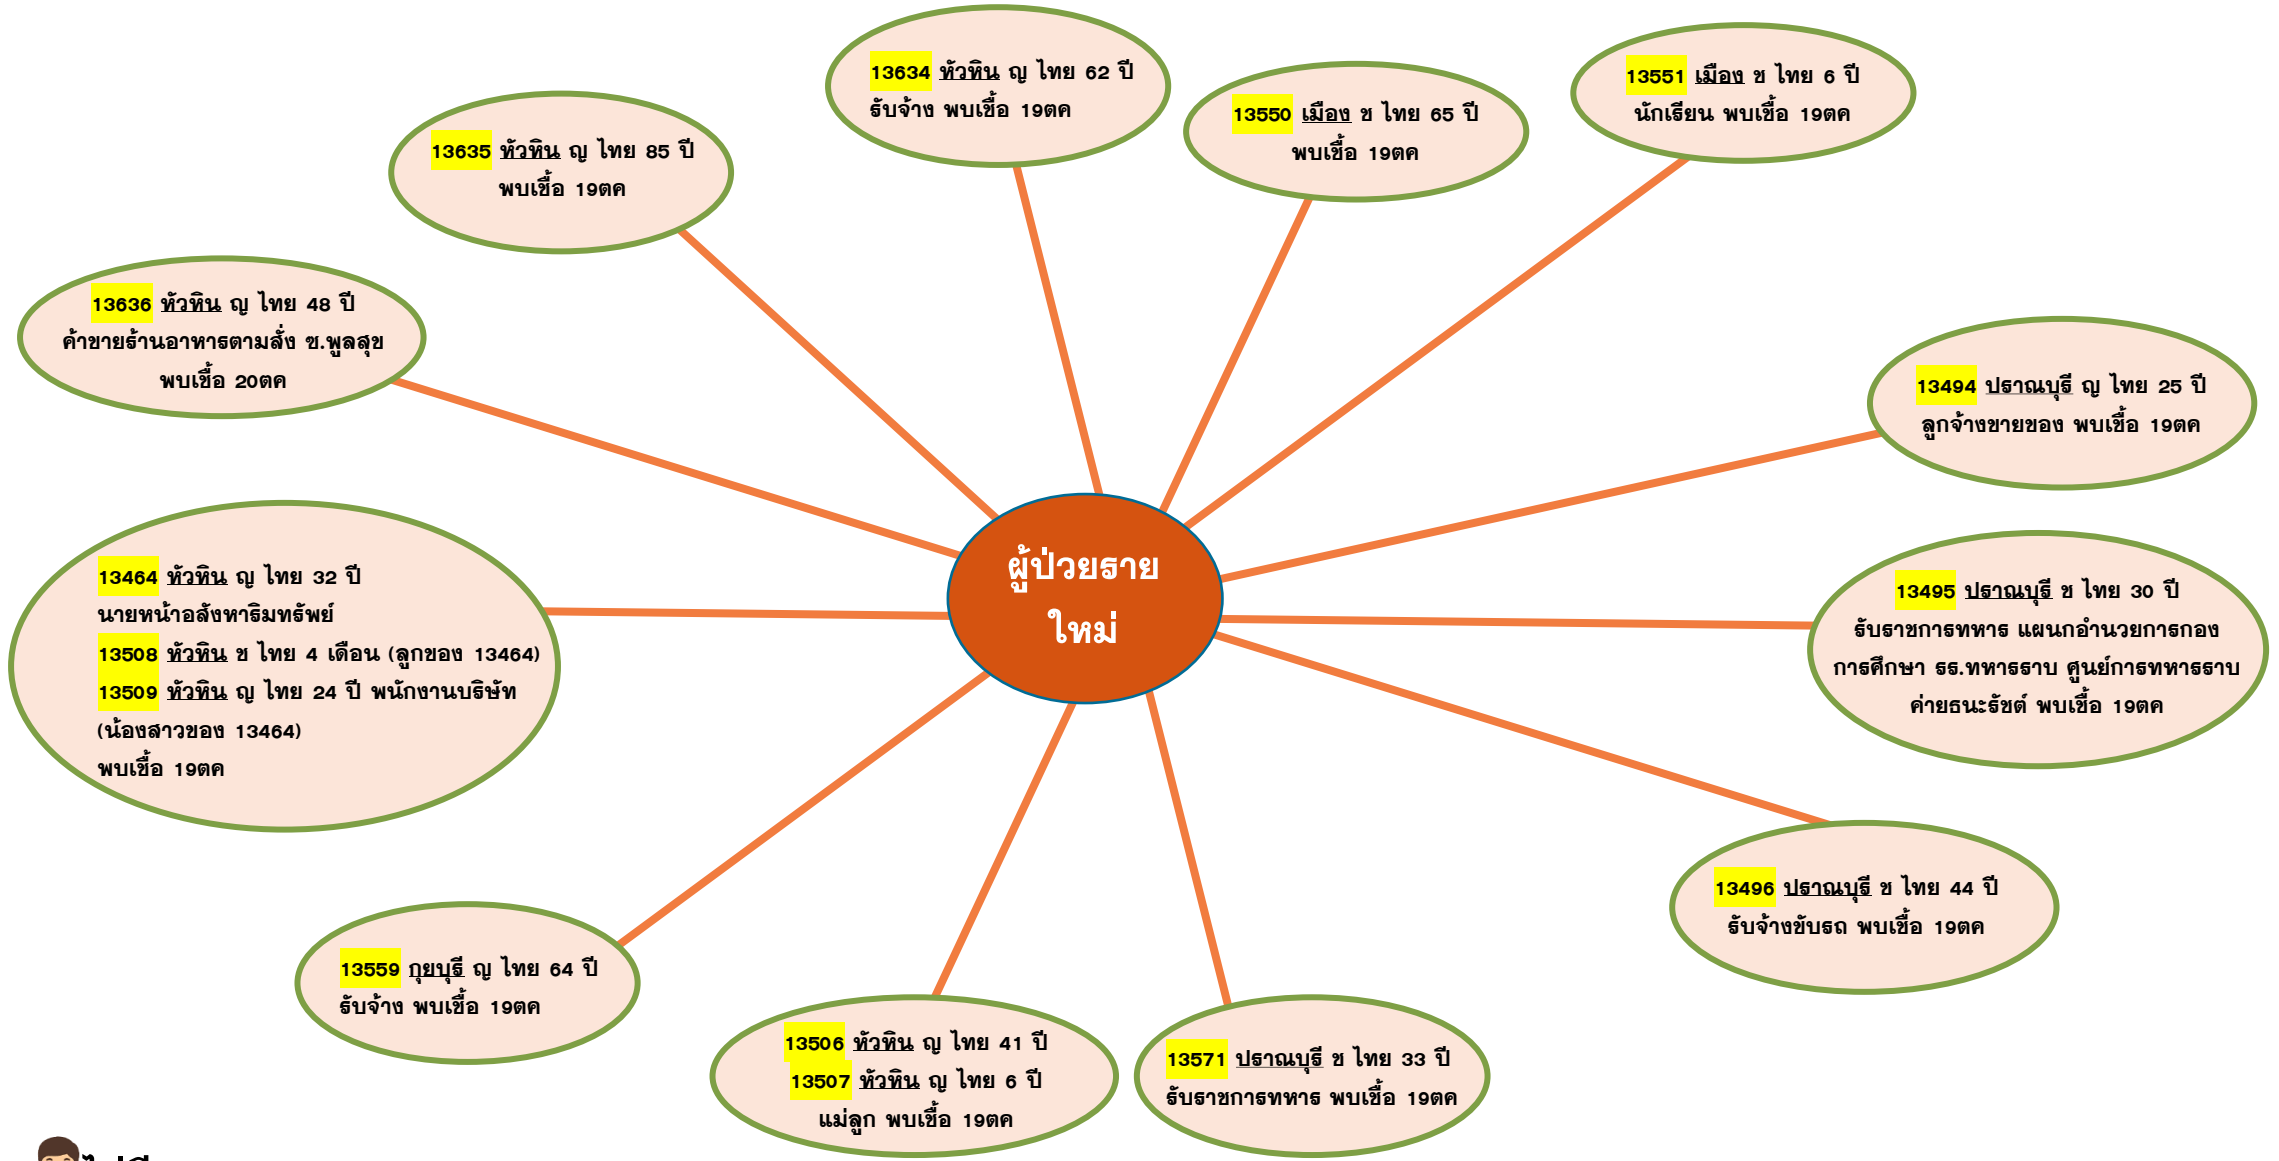 13634 หัวหิน ญ ไทย 62 ปี
รับจ้าง พบเชื้อ 19ตค
13551 เมือง ช ไทย 6 ปี
นักเรียน พบเชื้อ 19ตค
13550 เมือง ช ไทย 65 ปี
พบเชื้อ 19ตค
13635 หัวหิน ญ ไทย 85 ปี
พบเชื้อ 19ตค
13636 หัวหิน ญ ไทย 48 ปี
ค้าขายร้านอาหารตามสั่ง ซ.พูลสุข
พบเชื้อ 20ตค
13494 ปราณบุรี ญ ไทย 25 ปี
ลูกจ้างขายของ พบเชื้อ 19ตค
ผู้ป่วยราย
ใหม่
13464 หัวหิน ญ ไทย 32 ปี
นายหน้าอสังหาริมทรัพย์
13508 หัวหิน ช ไทย 4 เดือน (ลูกของ 13464)
13509 หัวหิน ญ ไทย 24 ปี พนักงานบริษัท
(น้องสาวของ 13464)
พบเชื้อ 19ตค
13495 ปราณบุรี ช ไทย 30 ปี
รับราชการทหาร แผนกอำนวยการกอง
การศึกษา รร.ทหารราบ ศูนย์การทหารราบ
ค่ายธนะรัชต์ พบเชื้อ 19ตค
13496 ปราณบุรี ช ไทย 44 ปี
รับจ้างขับรถ พบเชื้อ 19ตค
13559 กุยบุรี ญ ไทย 64 ปี
รับจ้าง พบเชื้อ 19ตค
13506 หัวหิน ญ ไทย 41 ปี
13507 หัวหิน ญ ไทย 6 ปี
แม่ลูก พบเชื้อ 19ตค
13571 ปราณบุรี ช ไทย 33 ปี
รับราชการทหาร พบเชื้อ 19ตค